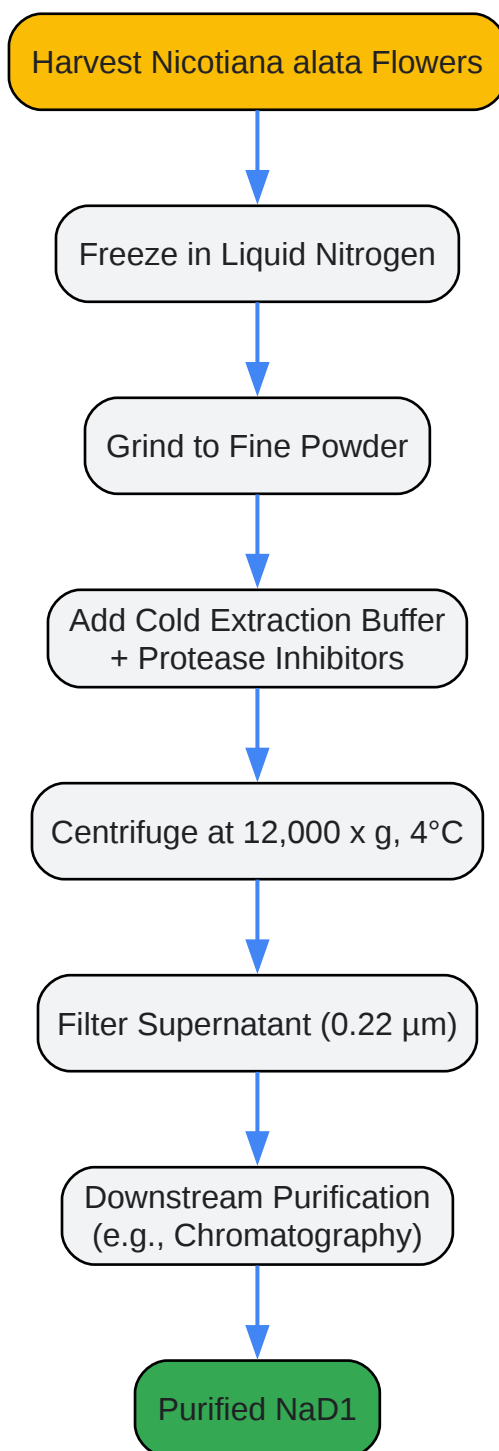 Harvest Nicotiana alata Flowers
Freeze in Liquid Nitrogen
Grind to Fine Powder
Add Cold Extraction Buffer
+ Protease Inhibitors
Centrifuge at 12,000 x g, 4°C
Filter Supernatant (0.22 µm)
Downstream Purification
(e.g., Chromatography)
Purified NaD1